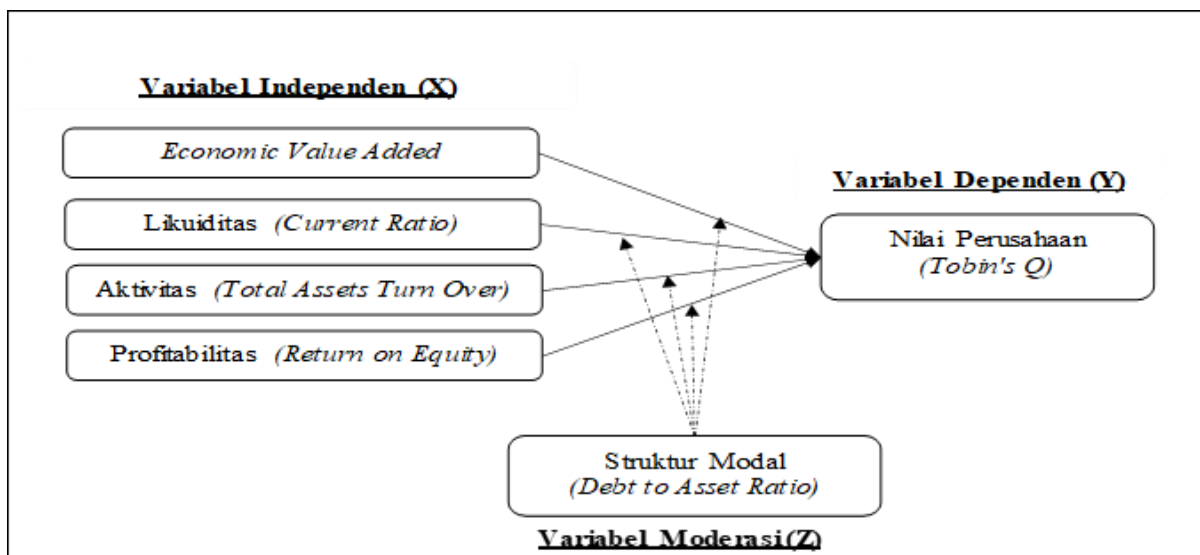 Variabel Independen (X)
Economic Value Added
Likuiditas (Current Ratio)
Aktivitas (Total Assets Turn Over)
Profitabilitas (Return on Equity)
Variabel Dependen (Y)
Nilai Perusahaan
(Tobin's Q)
Struktur Modal
(Debt to Asset Ratio)
Variabel Moderasi (Z)